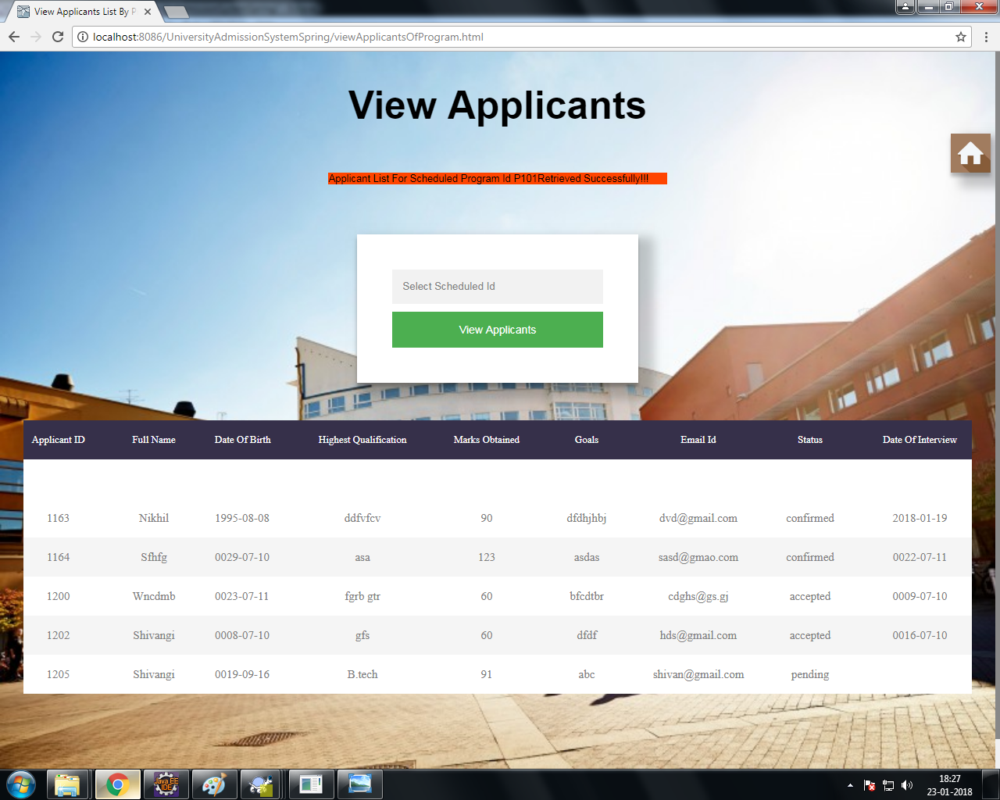 View Applicants List By P
localhost:8086/UniversityAdmissionSystemSpring/viewApplicantsOfProgram.html
View Applicants
Applicant List For Scheduled Program Id P101Retrieved Successfully!!!
Select Scheduled Id
View Applicants
Applicant ID Full Name Date Of Birth Highest Qualification Marks Obtained Goals Email Id Status Date Of Interview
1163 Nikhil 1995-08-08 ddfvfcv 90 dfdhjhbj dvd@gmail.com confirmed 2018-01-19
1164 Sfhfg 0029-07-10 asa 123 asdas sasd@gmao.com confirmed 0022-07-11
1200 Wncdmb 0023-07-11 fgrb gtr 60 bfcdtbr cdghs@gs.gj accepted 0009-07-10
1202 Shivangi 0008-07-10 gfs 60 dfdf hds@gmail.com accepted 0016-07-10
1205 Shivangi 0019-09-16 B.tech 91 abc shivan@gmail.com pending
Java EE
IDE
18:27
23-01-2018